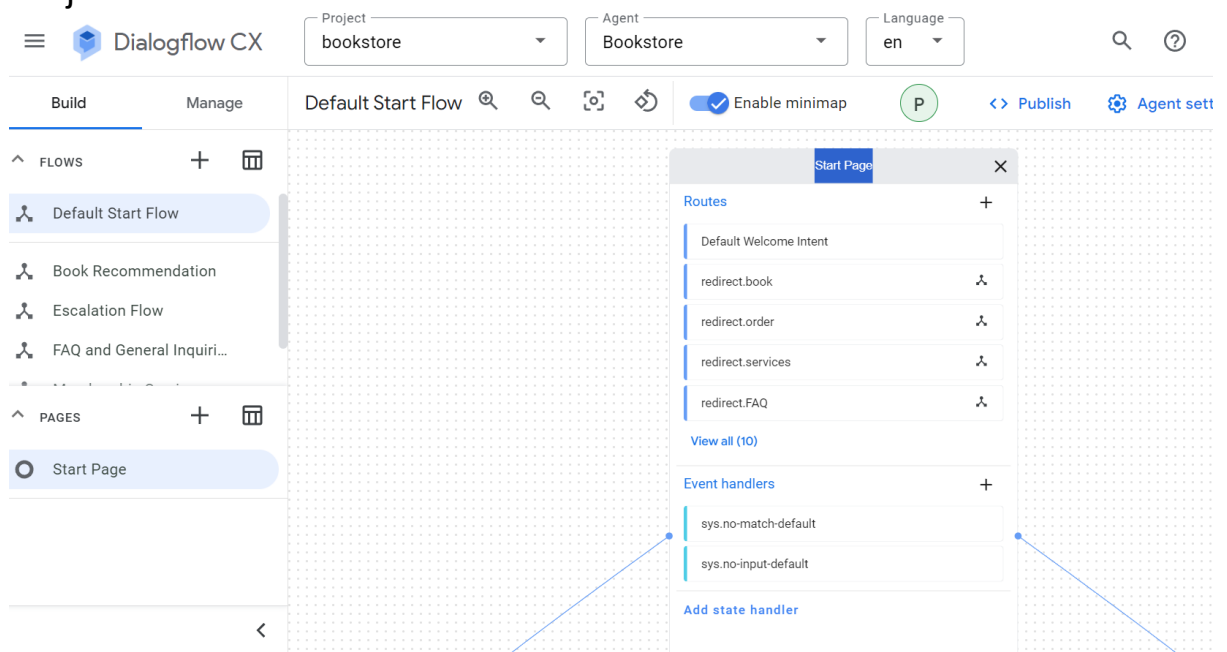 Project
Agent
Language
Dialogflow CX
bookstore
Bookstore
en
Build
Manage
Default Start Flow
Enable minimap
P
Publish
Agent sett
FLOWS
Default Start Flow
Book Recommendation
Escalation Flow
FAQ and General Inquiri...
PAGES
Start Page
Start Page
Routes
Default Welcome Intent
redirect.book
redirect.order
redirect.services
redirect.FAQ
View all (10)
Event handlers
sys.no-match-default
sys.no-input-default
Add state handler